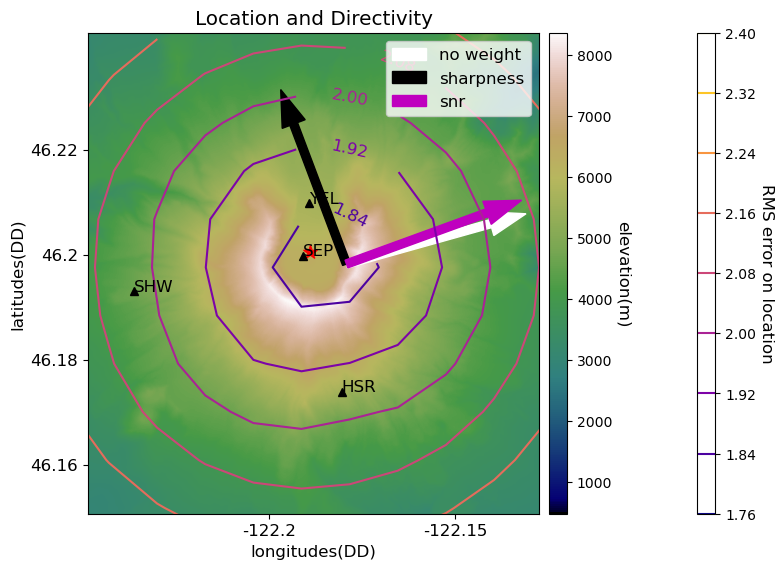 Location and Directivity
no weight
sharpness
snr
2.00
1.92
1.84
YEL
SEP
SHW
HSR
46.22
46.2
46.18
46.16
latitudes(DD)
-122.2
-122.15
longitudes(DD)
8000
7000
6000
5000
4000
3000
2000
1000
elevation(m)
2.40
2.32
2.24
2.16
2.08
2.00
1.92
1.84
1.76
RMS error on location